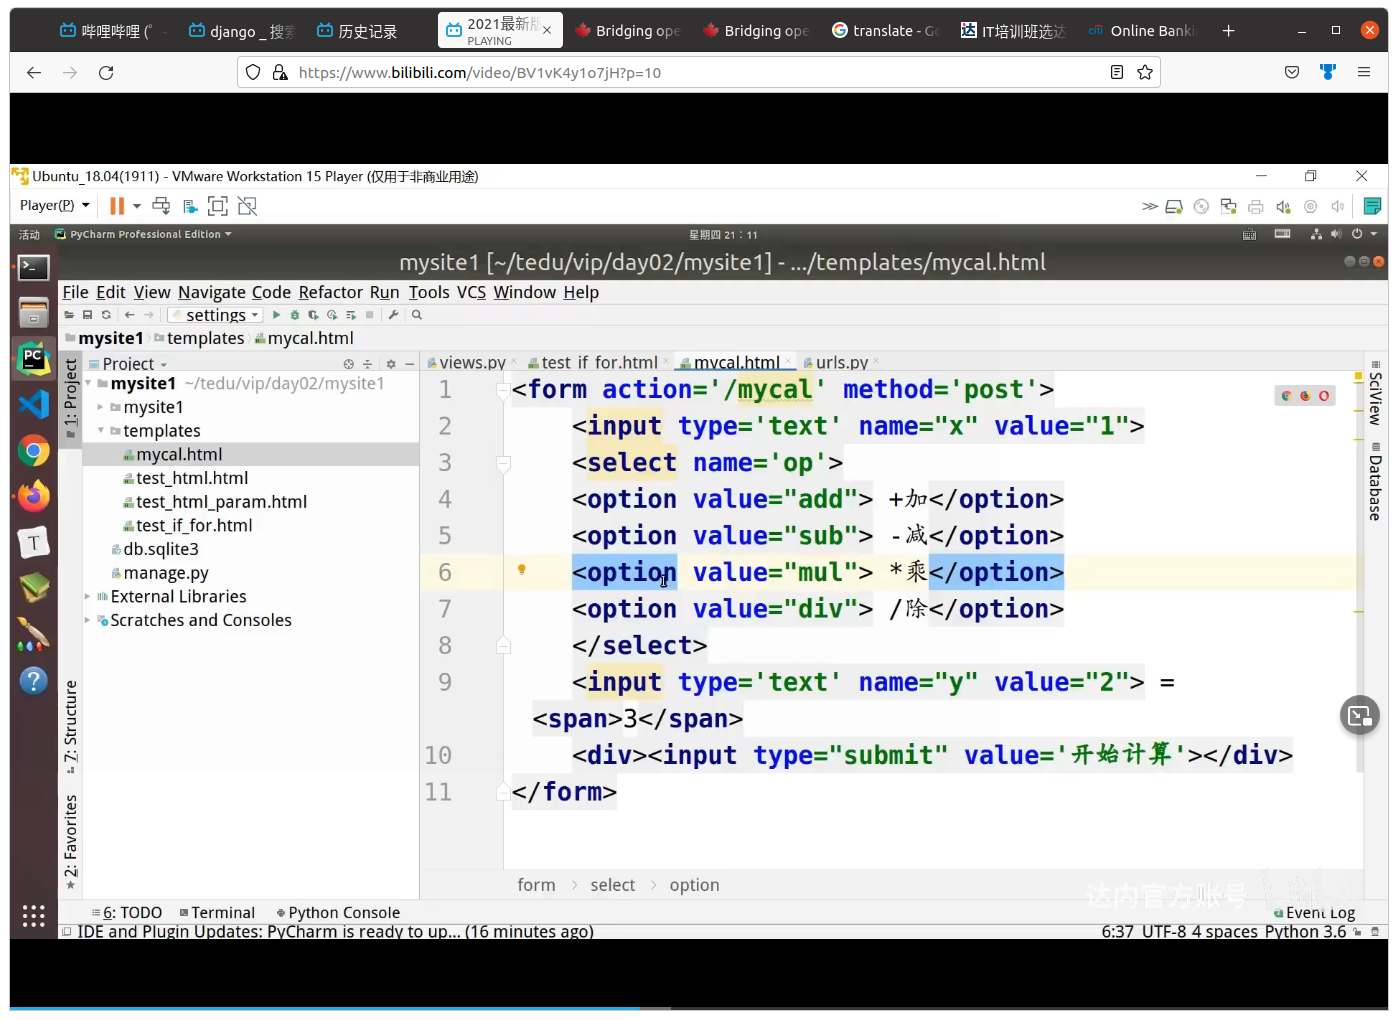 哔哩哔哩 (
django _ 搜
历史记录
2021最新版
PLAYING
Bridging ope
Bridging ope
translate - Go
IT培训班选达
citi Online Banki
https://www.bilibili.com/video/BV1vK4y1o7jH?p=10
Ubuntu_18.04(1911) - VMware Workstation 15 Player (仅用于非商业用途)
Player(P)
活动 PyCharm Professional Edition 星期四 21：11
mysite1 [~/tedu/vip/day02/mysite1] - .../templates/mycal.html
File Edit View Navigate Code Refactor Run Tools VCS Window Help
settings
mysite1 templates mycal.html
1: Project
7: Structure
2: Favorites
Project
mysite1 ~/tedu/vip/day02/mysite1
mysite1
templates
mycal.html
test_html.html
test_html_param.html
test_if_for.html
db.sqlite3
manage.py
External Libraries
Scratches and Consoles
views.py test_if_for.html mycal.html urls.py
1 <form action='/mycal' method='post'>
2 <input type='text' name="x" value="1">
3 <select name='op'>
4 <option value="add"> +加</option>
5 <option value="sub"> -减</option>
6 <option value="mul"> *乘</option>
7 <option value="div"> /除</option>
8 </select>
9 <input type='text' name="y" value="2"> =
<span>3</span>
10 <div><input type="submit" value='开始计算'></div>
11 </form>
SciView
Database
form > select > option
达内官方账号
6: TODO Terminal Python Console Event Log
IDE and Plugin Updates: PyCharm is ready to up... (16 minutes ago) 6:37 UTF-8 4 spaces Python 3.6